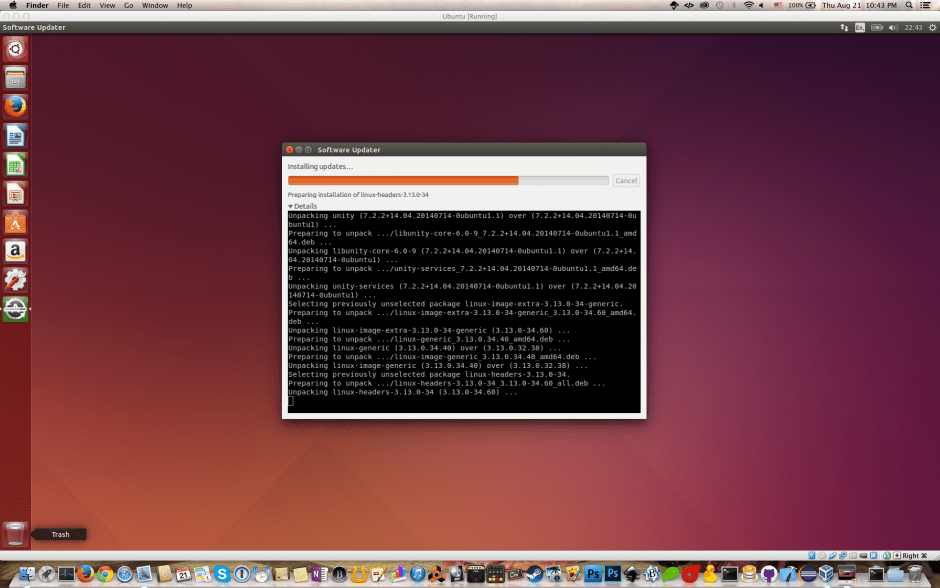 Finder File Edit View Go Window Help 100% Thu Aug 21 10:43 PM
Ubuntu [Running]
Software Updater En 22:43
Software Updater
Installing updates...
Cancel
Preparing installation of linux-headers-3.13.0-34
Details
Unpacking unity (7.2.2+14.04.20140714-0ubuntu1.1) over (7.2.2+14.04.20140714-0u
buntu1) ...
Preparing to unpack .../libunity-core-6.0-9_7.2.2+14.04.20140714-0ubuntu1.1_amd
64.deb ...
Unpacking libunity-core-6.0-9 (7.2.2+14.04.20140714-0ubuntu1.1) over (7.2.2+14.
04.20140714-0ubuntu1) ...
Preparing to unpack .../unity-services_7.2.2+14.04.20140714-0ubuntu1.1_amd64.de
b ...
Unpacking unity-services (7.2.2+14.04.20140714-0ubuntu1.1) over (7.2.2+14.04.20
140714-0ubuntu1) ...
Selecting previously unselected package linux-image-extra-3.13.0-34-generic.
Preparing to unpack .../linux-image-extra-3.13.0-34-generic_3.13.0-34.60_amd64.
deb ...
Unpacking linux-image-extra-3.13.0-34-generic (3.13.0-34.60) ...
Preparing to unpack .../linux-generic_3.13.0.34.40_amd64.deb ...
Unpacking linux-generic (3.13.0.34.40) over (3.13.0.32.38) ...
Preparing to unpack .../linux-image-generic_3.13.0.34.40_amd64.deb ...
Unpacking linux-image-generic (3.13.0.34.40) over (3.13.0.32.38) ...
Selecting previously unselected package linux-headers-3.13.0-34.
Preparing to unpack .../linux-headers-3.13.0-34_3.13.0-34.60_all.deb ...
Unpacking linux-headers-3.13.0-34 (3.13.0-34.60) ...
Trash
Right ⌘
21
Ps Ps